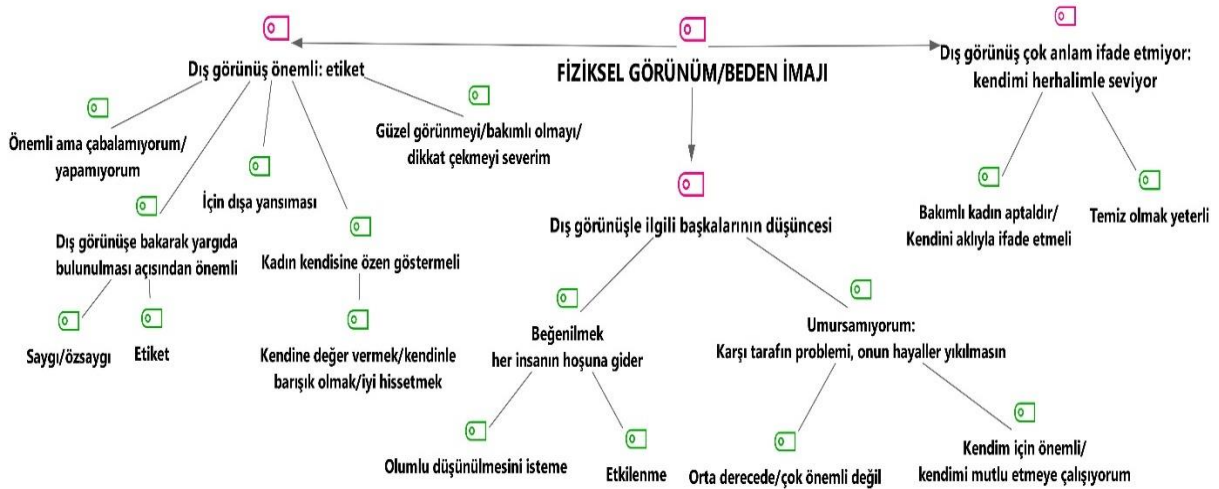 Dış görünüş önemli: etiket
FİZİKSEL GÖRÜNÜM/BEDEN İMAJI
Dış görünüş çok anlam ifade etmiyor:
kendimi herhalimle seviyor
Önemli ama çabalamıyorum/
yapamıyorum
Güzel görünmeyi/bakımlı olmayı/
dikkat çekmeyi severim
İçin dışa yansıması
Dış görünüşe bakarak yargıda
bulunulması açısından önemli
Kadın kendisine özen göstermeli
Saygı/özsaygı
Etiket
Kendine değer vermek/kendinle
barışık olmak/iyi hissetmek
Dış görünüşle ilgili başkalarının düşüncesi
Bakımlı kadın aptaldır/
Kendini aklıyla ifade etmeli
Temiz olmak yeterli
Beğenilmek
her insanın hoşuna gider
Umursamıyorum:
Karşı tarafın problemi, onun hayaller yıkılmasın
Olumlu düşünülmesini isteme
Etkilenme
Orta derecede/çok önemli değil
Kendim için önemli/
kendimi mutlu etmeye çalışıyorum